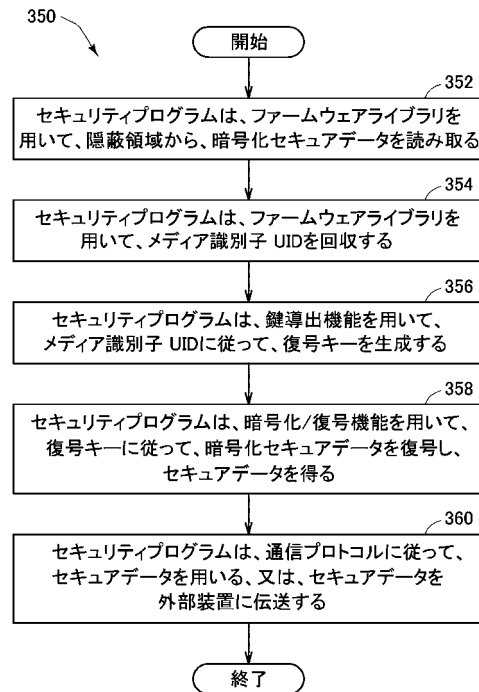 350
開始
352
セキュリティプログラムは、ファームウェアライブラリを
用いて、隠蔽領域から、暗号化セキュアデータを読み取る
354
セキュリティプログラムは、ファームウェアライブラリを
用いて、メディア識別子 UIDを回収する
356
セキュリティプログラムは、鍵導出機能を用いて、
メディア識別子 UIDに従って、復号キーを生成する
358
セキュリティプログラムは、暗号化/復号機能を用いて、
復号キーに従って、暗号化セキュアデータを復号し、
セキュアデータを得る
360
セキュリティプログラムは、通信プロトコルに従って、
セキュアデータを用いる、又は、セキュアデータを
外部装置に伝送する
終了